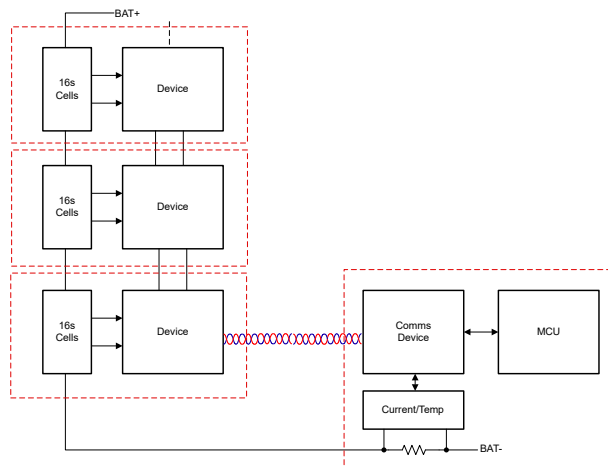 BAT+
16s
Cells
Device
16s
Cells
Device
16s
Cells
Device
Comms
Device
MCU
Current/Temp
BAT-